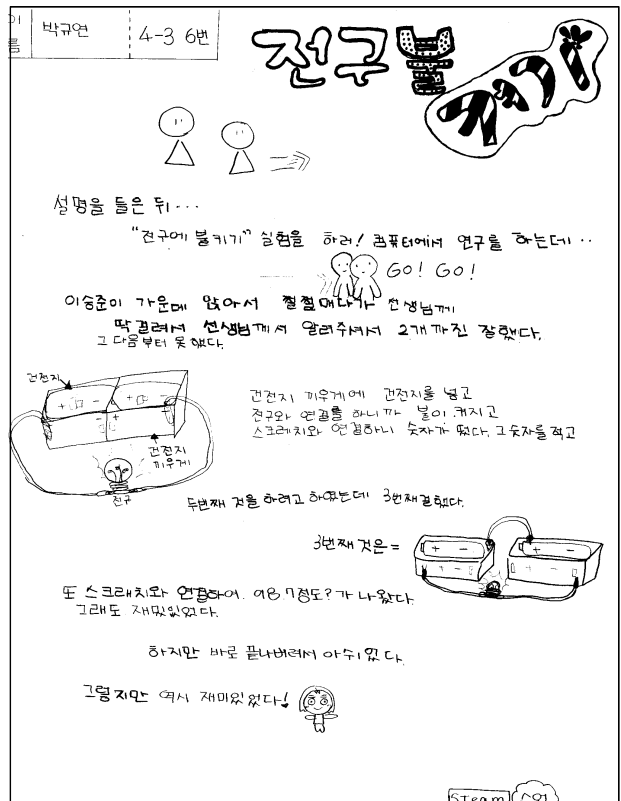 이름 박규연 4-3 6번
전구 불 켜기
설명을 들은 뒤···
"전구에 불키기" 실험을 하러! 컴퓨터에서 연구를 하는데··
GO! GO!
이승준이 가운데 앉아서 쩔쩔매다가 선생님께
딱걸려서 선생님께서 알려주셔서 2개까진 잘했다.
그 다음부터 못했다.
건전지
건전지 끼우게에 건전지를 넣고
전구와 연결을 하니까 불이 켜지고
스크래치와 연결하니 숫자가 떴다. 그숫자를 적고
건전지
끼우게
전구
두번째 것을 하려고 하였는데 3번째걸했다.
3번째 것은=
또 스크래치와 연결하여 98.7정도?가 나왔다.
그래도 재밌있었다.
하지만 바로 끝나버려서 아쉬웠다.
그렇지만 역시 재미있었다!
STeam 수업